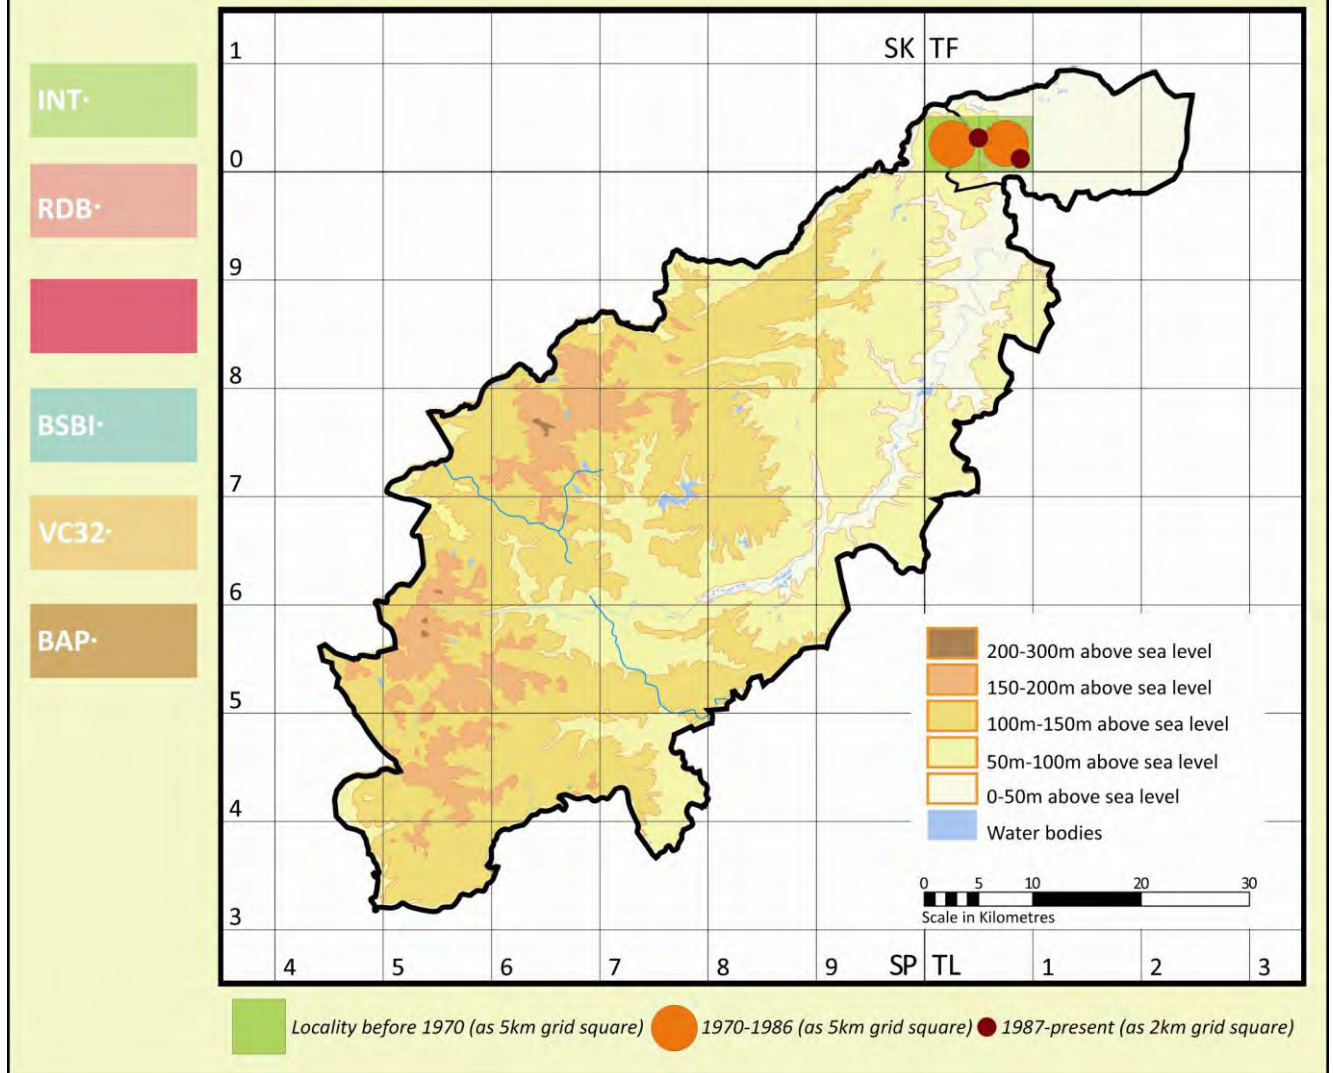 INT·
RDB·
BSBI·
VC32·
BAP·
1
0
9
8
7
6
5
4
3
SK TF
4 5 6 7 8 9 SP TL 1 2 3
200-300m above sea level
150-200m above sea level
100m-150m above sea level
50m-100m above sea level
0-50m above sea level
Water bodies
0 5 10 20 30
Scale in Kilometres
Locality before 1970 (as 5km grid square) 1970-1986 (as 5km grid square) 1987-present (as 2km grid square)